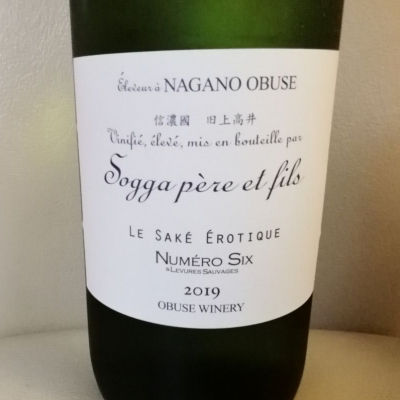 Éleveur à NAGANO OBUSE
信濃國 旧上高井
Vinifié, élevé, mis en bouteille par
Sogga père et fils
LE SAKÉ ÉROTIQUE
NUMÉRO SIX
&LEVURES SAUVAGES
2019
OBUSE WINERY